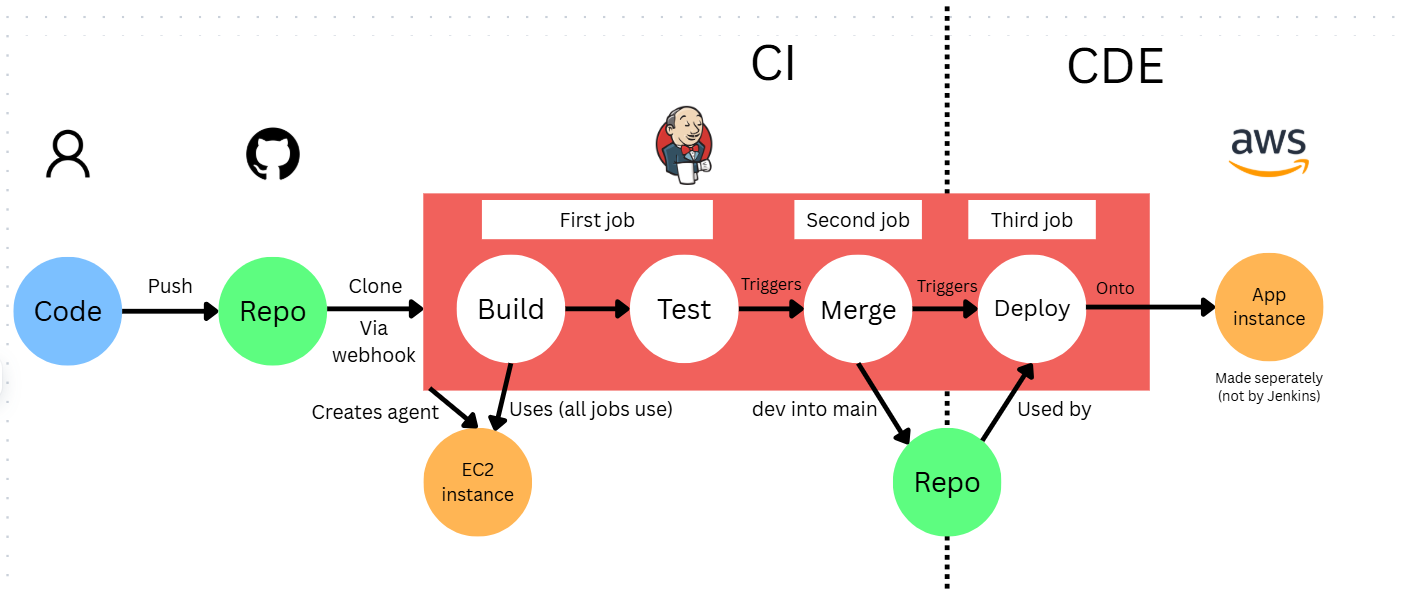 CI
CDE
aws
First job
Second job
Third job
Code
Push
Repo
Clone
Via
webhook
Build
Test
Triggers
Merge
Triggers
Deploy
Onto
App
instance
Made seperately
(not by Jenkins)
Creates agent
Uses (all jobs use)
dev into main
Used by
EC2
instance
Repo